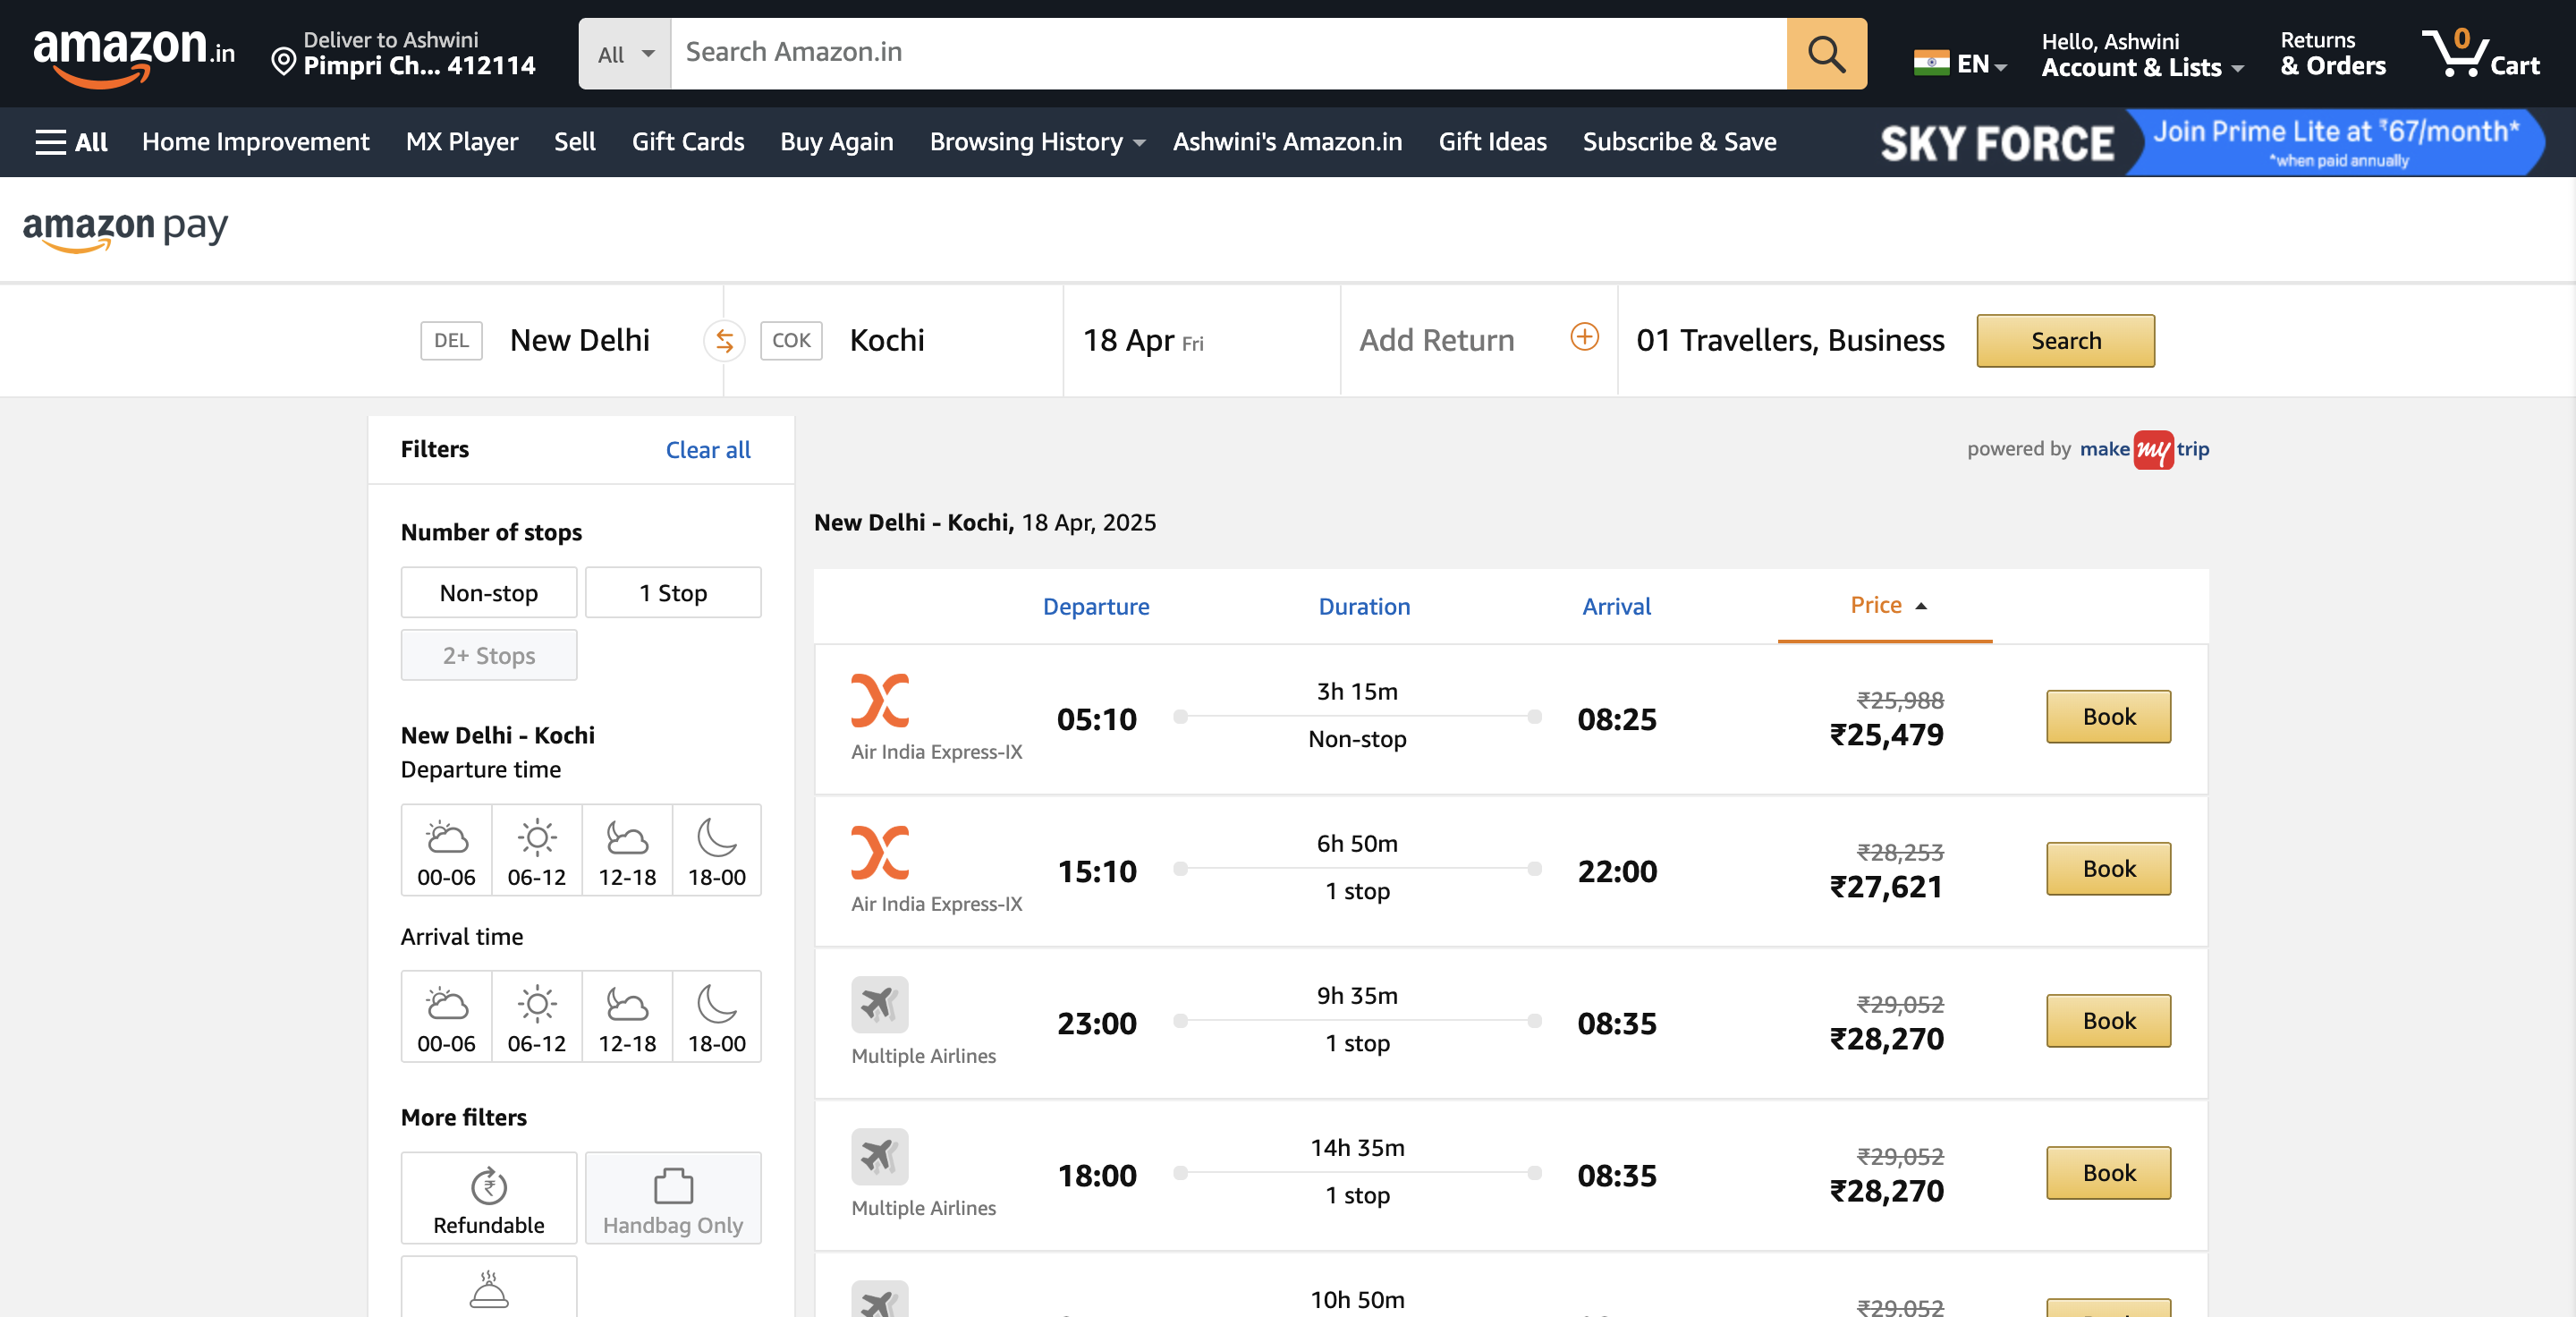 amazon.in
Deliver to Ashwini
Pimpri Ch... 412114
All
Search Amazon.in
EN
Hello, Ashwini
Account & Lists
Returns
& Orders
0
Cart
All
Home Improvement
MX Player
Sell
Gift Cards
Buy Again
Browsing History
Ashwini's Amazon.in
Gift Ideas
Subscribe & Save
SKY FORCE
Join Prime Lite at ₹67/month*
*when paid annually
amazon pay
DEL New Delhi
COK Kochi
18 Apr Fri
Add Return
01 Travellers, Business
Search
Filters
Clear all
Number of stops
Non-stop
1 Stop
2+ Stops
New Delhi - Kochi
Departure time
00-06
06-12
12-18
18-00
Arrival time
00-06
06-12
12-18
18-00
More filters
Refundable
Handbag Only
powered by make my trip
New Delhi - Kochi, 18 Apr, 2025
Departure
Duration
Arrival
Price
Air India Express-IX
05:10
3h 15m
Non-stop
08:25
₹25,988
₹25,479
Book
Air India Express-IX
15:10
6h 50m
1 stop
22:00
₹28,253
₹27,621
Book
Multiple Airlines
23:00
9h 35m
1 stop
08:35
₹29,052
₹28,270
Book
Multiple Airlines
18:00
14h 35m
1 stop
08:35
₹29,052
₹28,270
Book
10h 50m
₹29,052